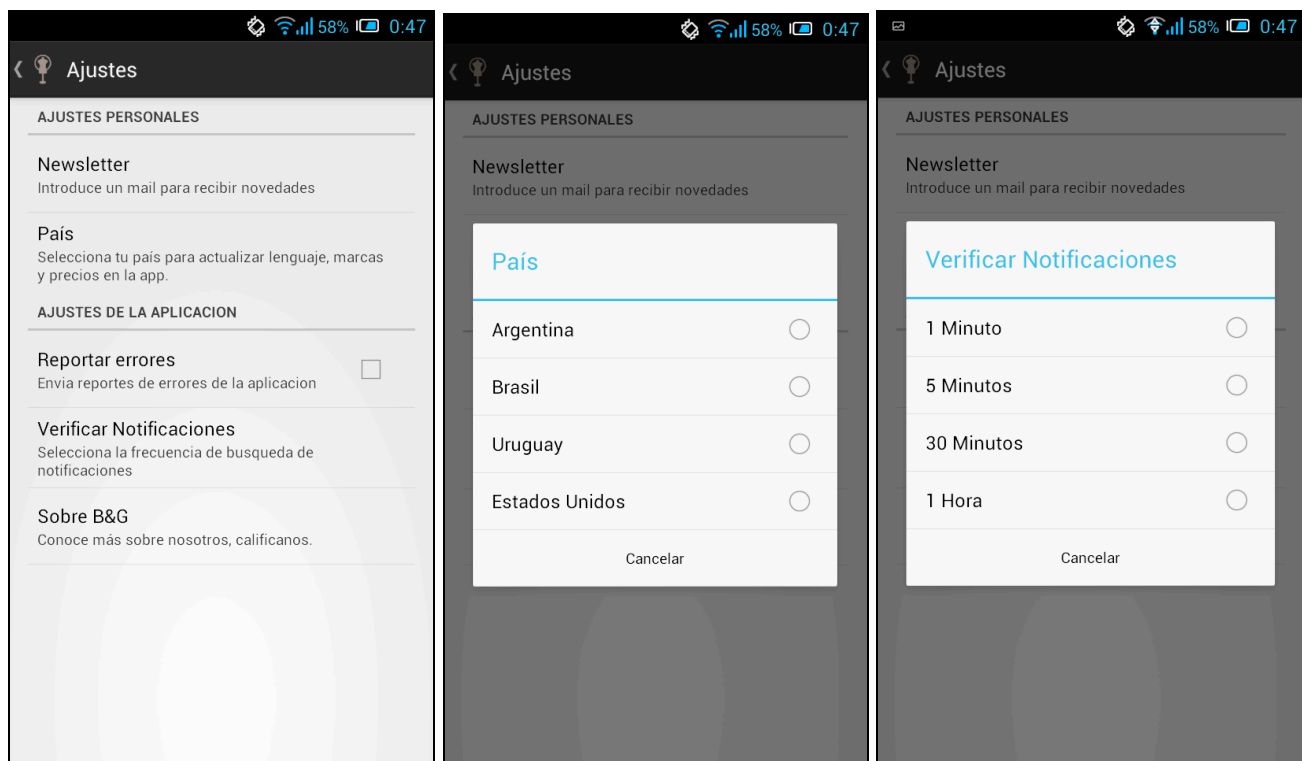 58% 0:47
Ajustes
AJUSTES PERSONALES
Newsletter
Introduce un mail para recibir novedades
País
Selecciona tu país para actualizar lenguaje, marcas
y precios en la app.
AJUSTES DE LA APLICACION
Reportar errores
Envia reportes de errores de la aplicacion
Verificar Notificaciones
Selecciona la frecuencia de busqueda de
notificaciones
Sobre B&G
Conoce más sobre nosotros, calificanos.
58% 0:47
Ajustes
AJUSTES PERSONALES
Newsletter
Introduce un mail para recibir novedades
País
Argentina
Brasil
Uruguay
Estados Unidos
Cancelar
58% 0:47
Ajustes
AJUSTES PERSONALES
Newsletter
Introduce un mail para recibir novedades
Verificar Notificaciones
1 Minuto
5 Minutos
30 Minutos
1 Hora
Cancelar